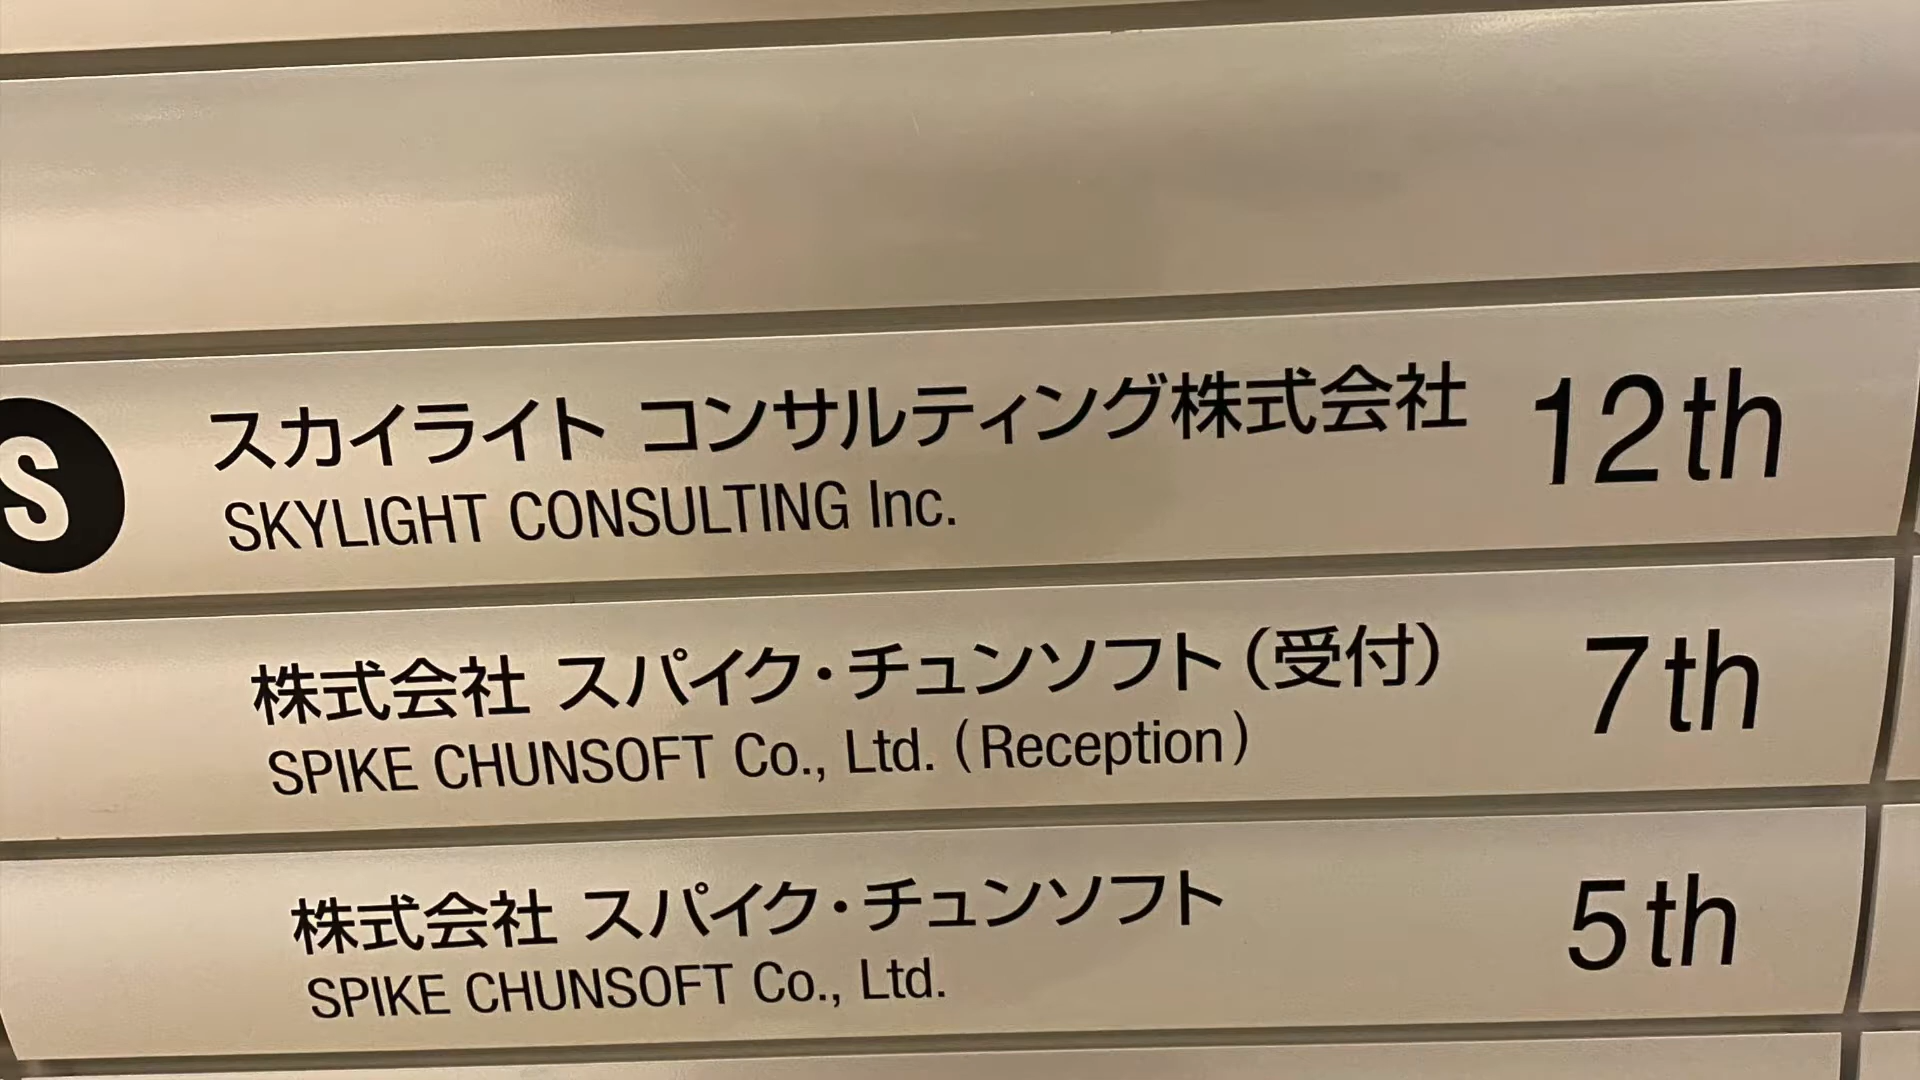 S
スカイライト コンサルティング株式会社 12th
SKYLIGHT CONSULTING Inc.
株式会社 スパイク・チュンソフト（受付） 7th
SPIKE CHUNSOFT Co., Ltd. (Reception)
株式会社 スパイク・チュンソフト 5th
SPIKE CHUNSOFT Co., Ltd.